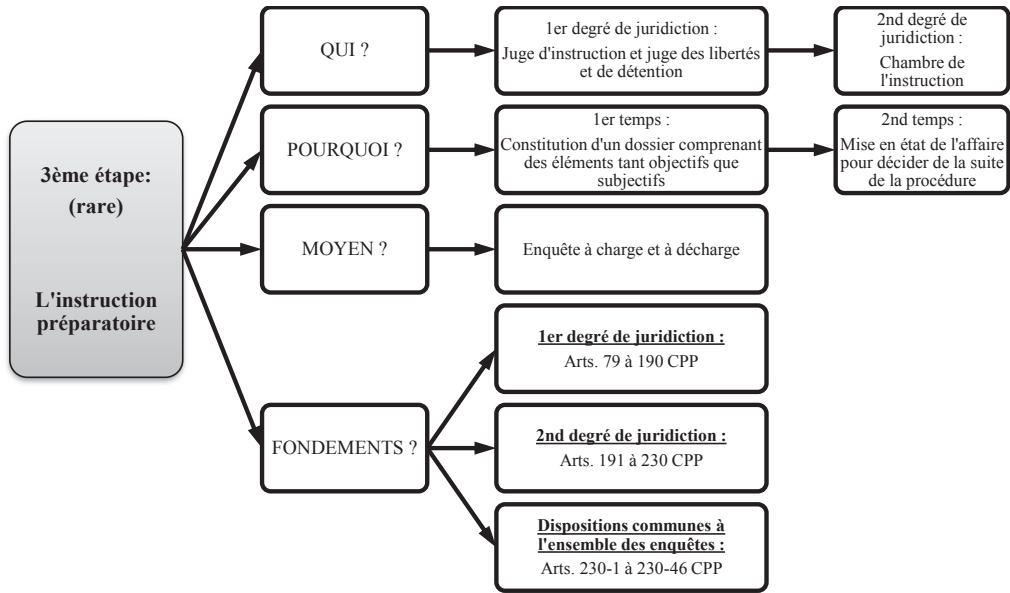 3ème étape:
(rare)
L'instruction
préparatoire
QUI ?
1er degré de juridiction :
Juge d'instruction et juge des libertés
et de détention
2nd degré de
juridiction :
Chambre de
l'instruction
POURQUOI ?
1er temps :
Constitution d'un dossier comprenant
des éléments tant objectifs que
subjectifs
2nd temps :
Mise en état de l'affaire
pour décider de la suite
de la procédure
MOYEN ?
Enquête à charge et à décharge
FONDEMENTS ?
1er degré de juridiction :
Arts. 79 à 190 CPP
2nd degré de juridiction :
Arts. 191 à 230 CPP
Dispositions communes à
l'ensemble des enquêtes :
Arts. 230-1 à 230-46 CPP